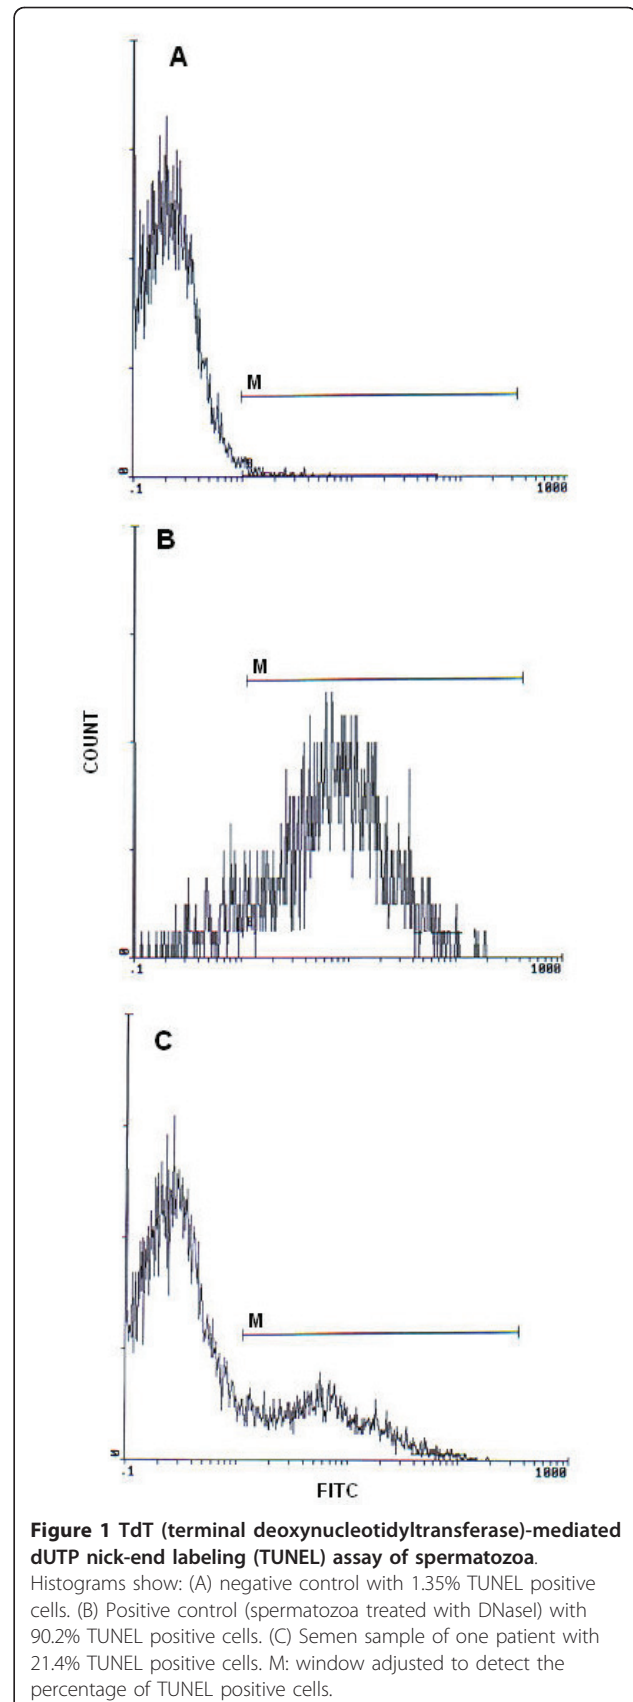 A
M
0
.1
1000
B
M
COUNT
0
.1
1000
C
M
0
.1
1000
FITC
Figure 1 TdT (terminal deoxynucleotidyltransferase)-mediated
dUTP nick-end labeling (TUNEL) assay of spermatozoa.
Histograms show: (A) negative control with 1.35% TUNEL positive
cells. (B) Positive control (spermatozoa treated with DNaseI) with
90.2% TUNEL positive cells. (C) Semen sample of one patient with
21.4% TUNEL positive cells. M: window adjusted to detect the
percentage of TUNEL positive cells.